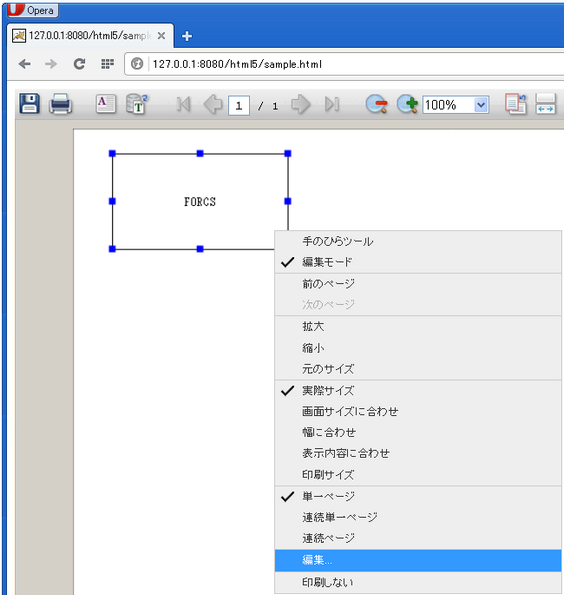 Opera
127.0.0.1:8080/html5/sampl
127.0.0.1:8080/html5/sample.html
1 / 1 100%
FORCS
手のひらツール
編集モード
前のページ
次のページ
拡大
縮小
元のサイズ
実際サイズ
画面サイズに合わせ
幅に合わせ
表示内容に合わせ
印刷サイズ
単一ページ
連続単一ページ
連続ページ
編集...
印刷しない